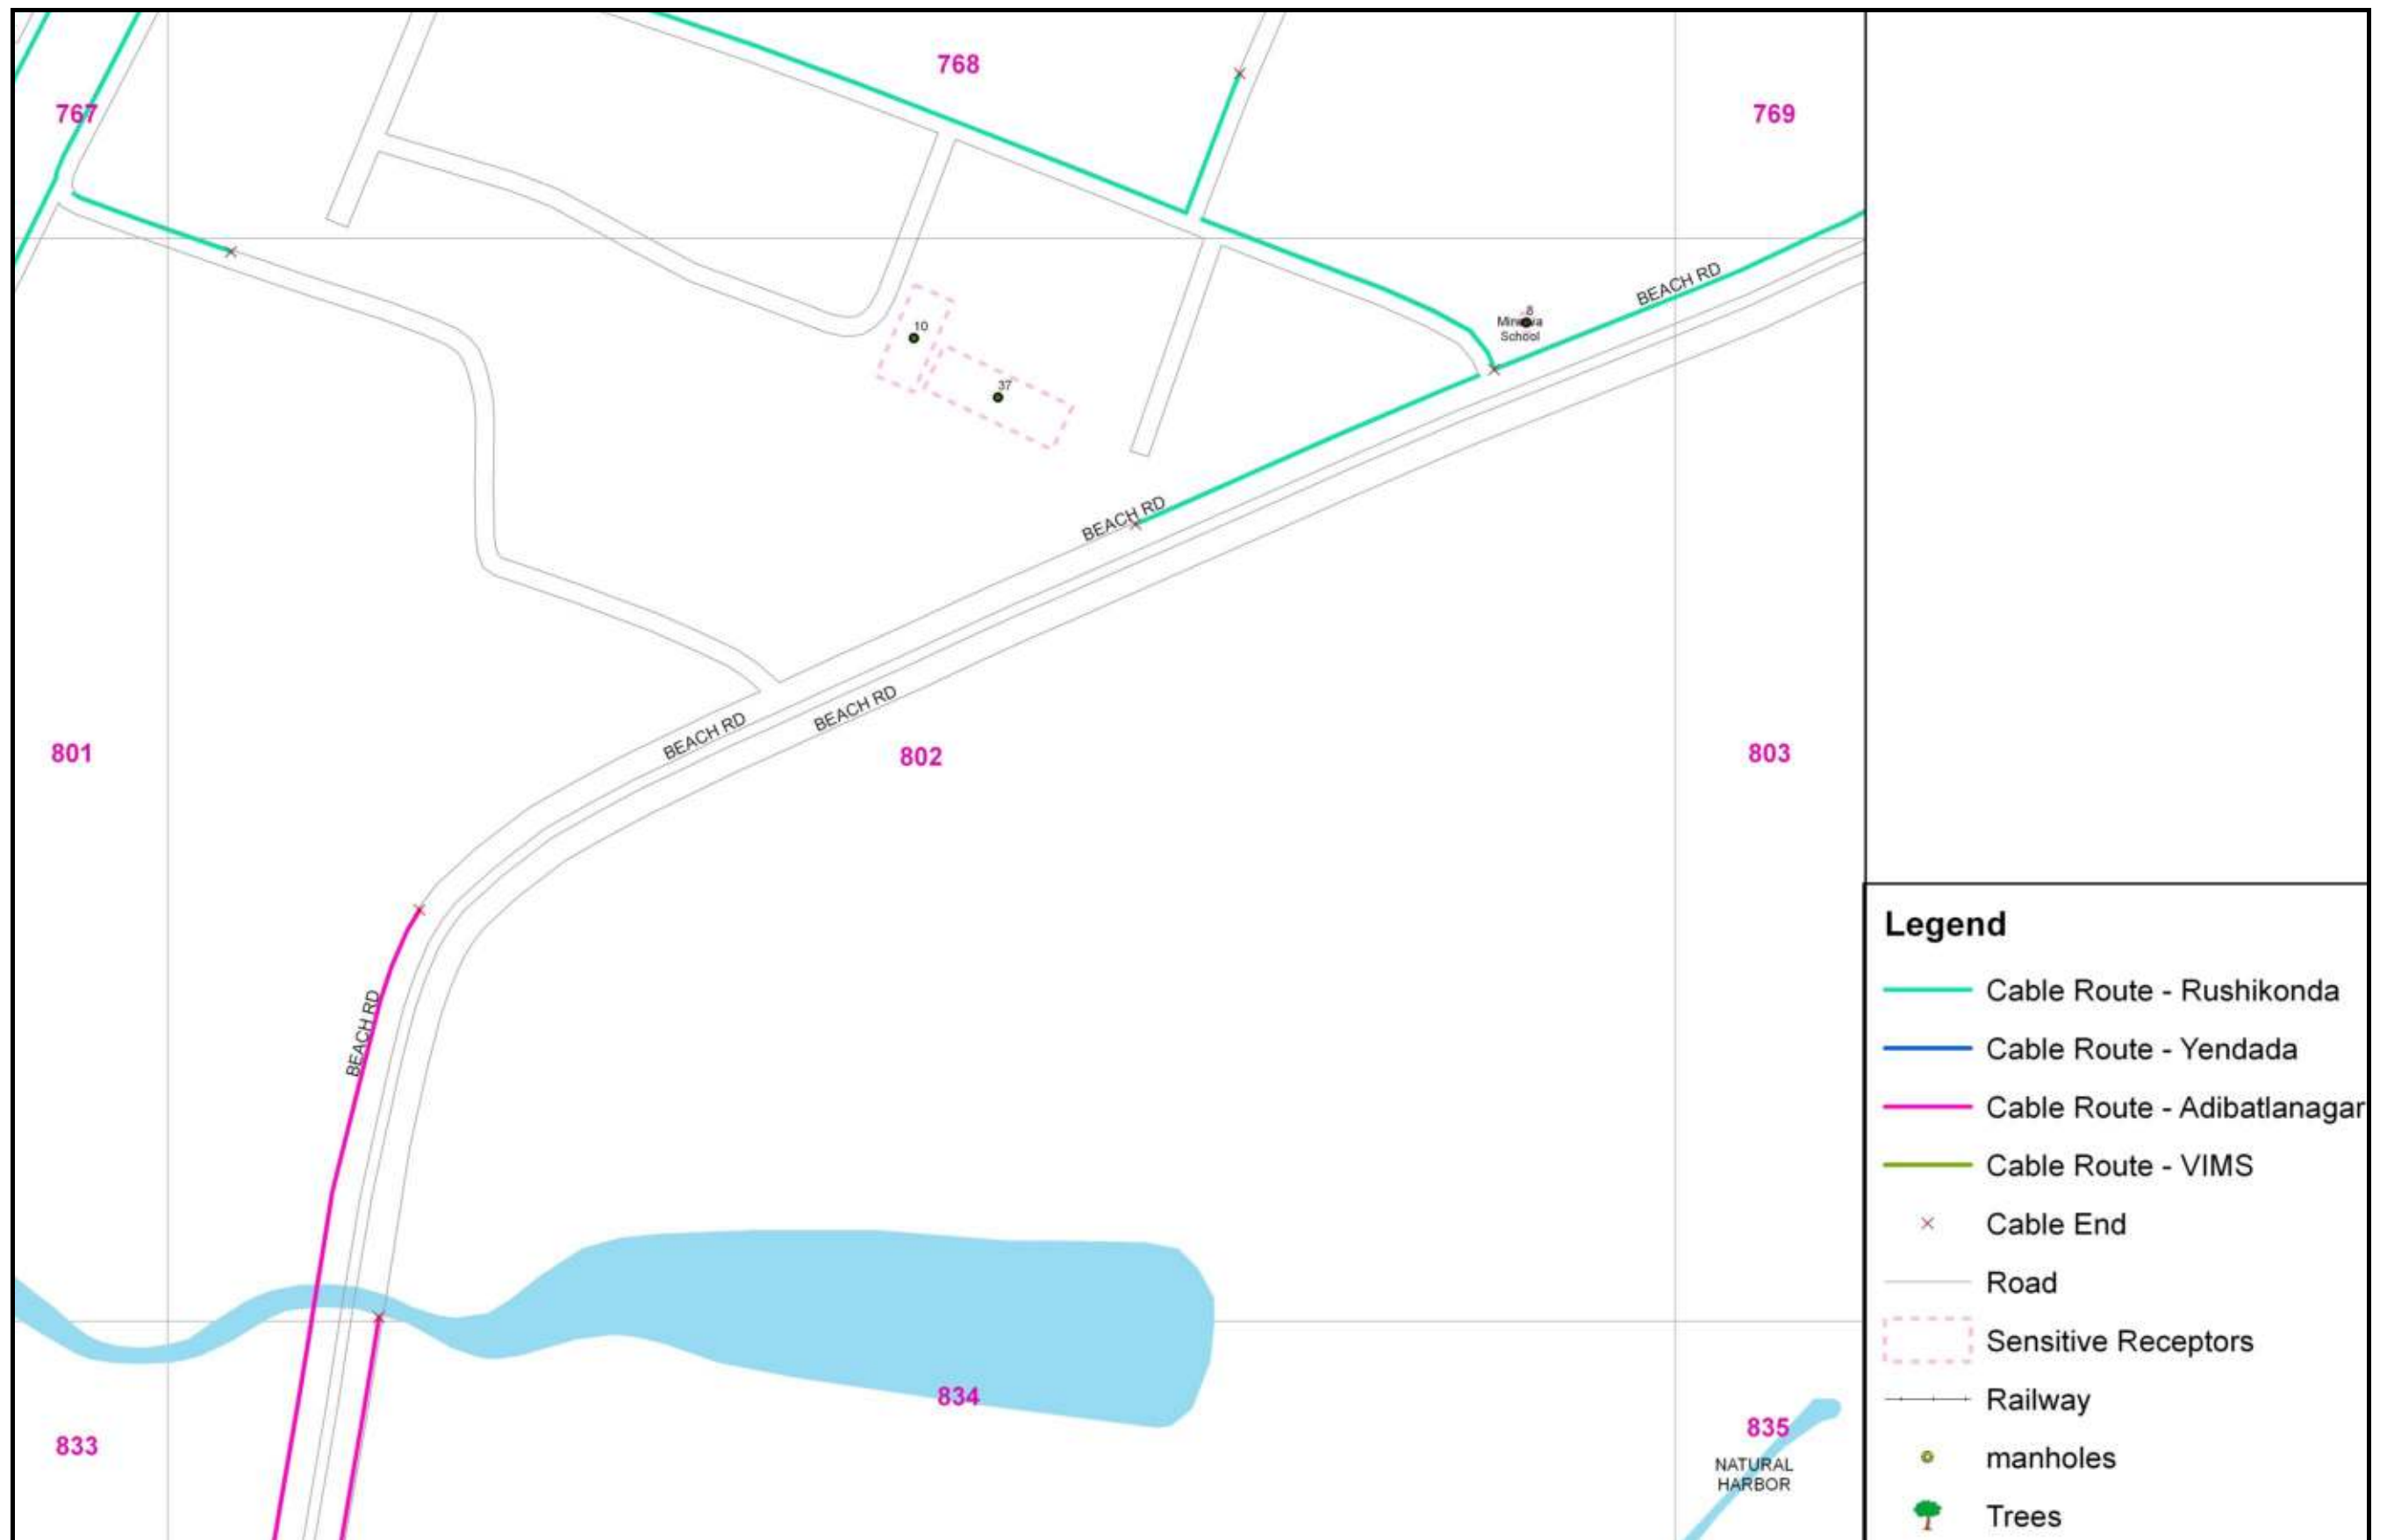 768
767
769
8
Minerva
School
10
37
BEACH RD
BEACH RD
BEACH RD
BEACH RD
801
802
803
BEACH RD
833
834
835
NATURAL
HARBOR
Legend
Cable Route - Rushikonda
Cable Route - Yendada
Cable Route - Adibatlanagar
Cable Route - VIMS
Cable End
Road
Sensitive Receptors
Railway
manholes
Trees